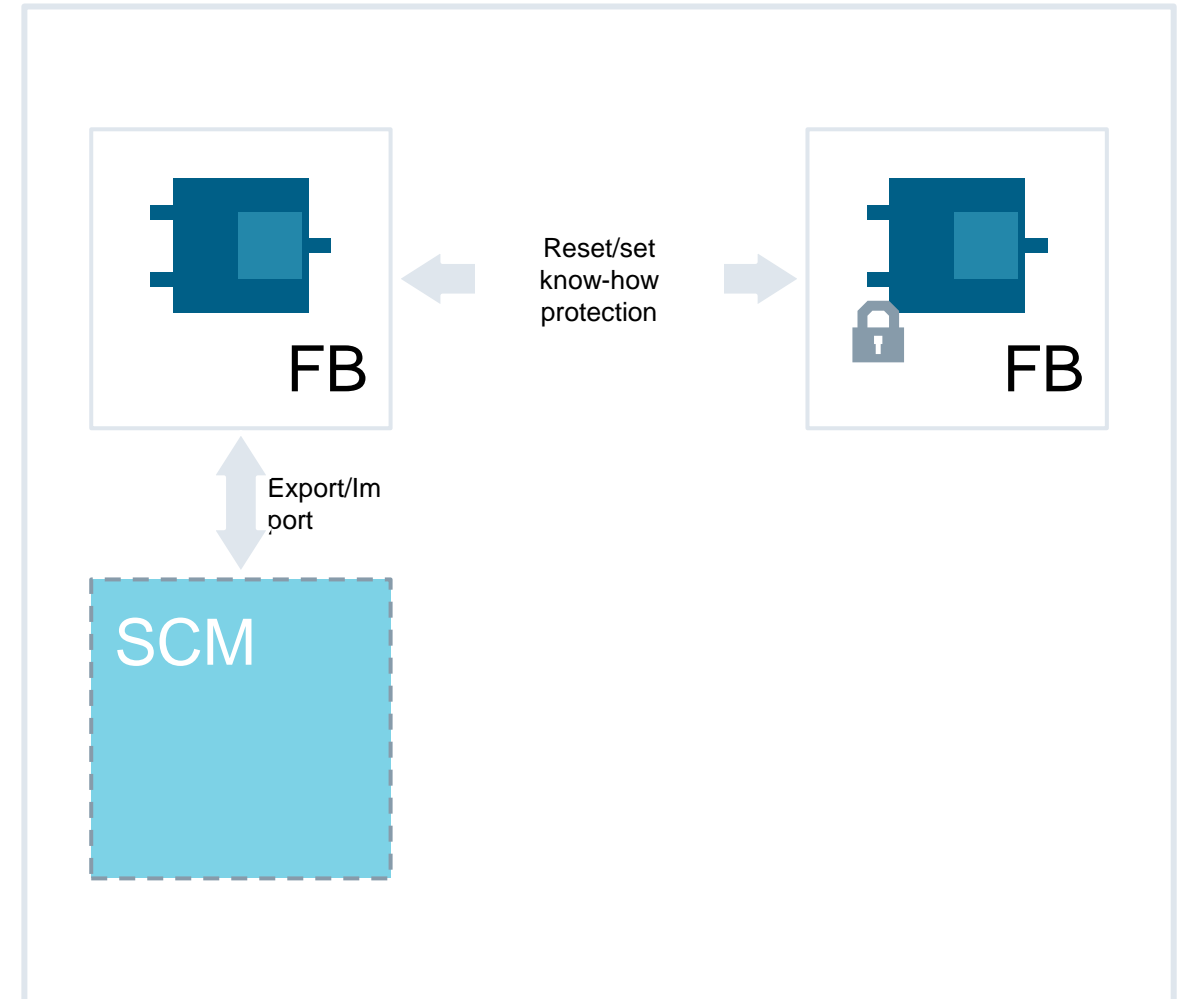 Reset/set
know-how
protection
FB
FB
Export/Im
port
SCM